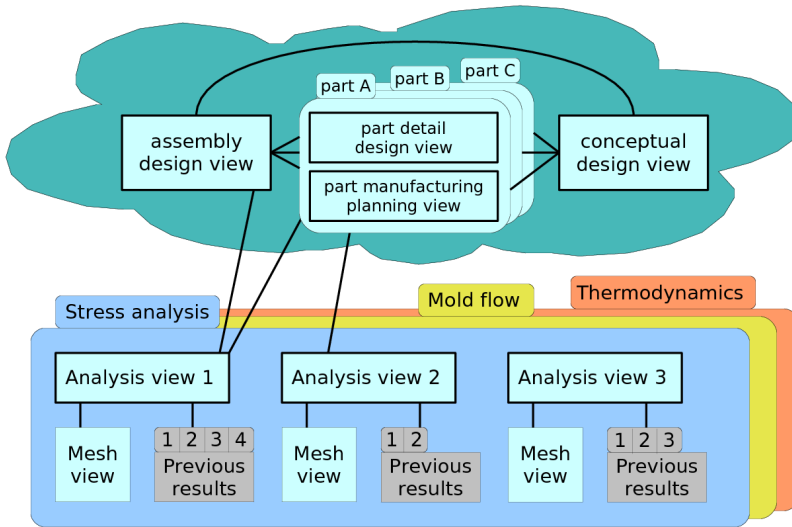 part A
part B
part C
assembly
design view
part detail
design view
part manufacturing
planning view
conceptual
design view
Stress analysis
Mold flow
Thermodynamics
Analysis view 1
Analysis view 2
Analysis view 3
Mesh
view
1 2 3 4
Previous
results
Mesh
view
1 2
Previous
results
Mesh
view
1 2 3
Previous
results